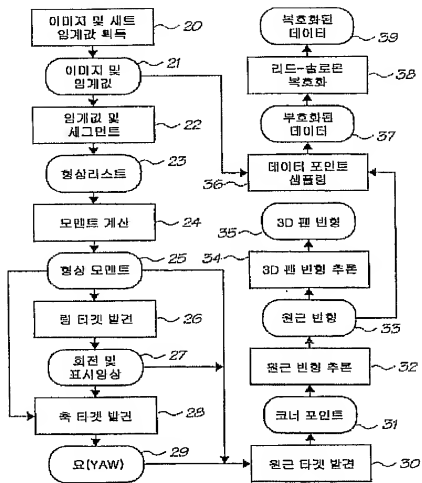 이미지 및 세트
임계값 획득
20
이미지 및
임계값
21
임계값 및
세그먼트
22
형상리스트
23
모멘트 계산
24
형상 모멘트
25
링 타켓 발견
26
회전 및
표시일상
27
축 타켓 발견
28
요(YAW)
29
복호화된
데이터
39
리드-솔로몬
복호화
38
부호화된
데이터
37
데이터 포인트
샘플링
36
3D 펜 변형
35
3D 펜 변형 추론
34
원근 변형
33
원근 변형 추론
32
코너 포인트
31
원근 타켓 발견
30